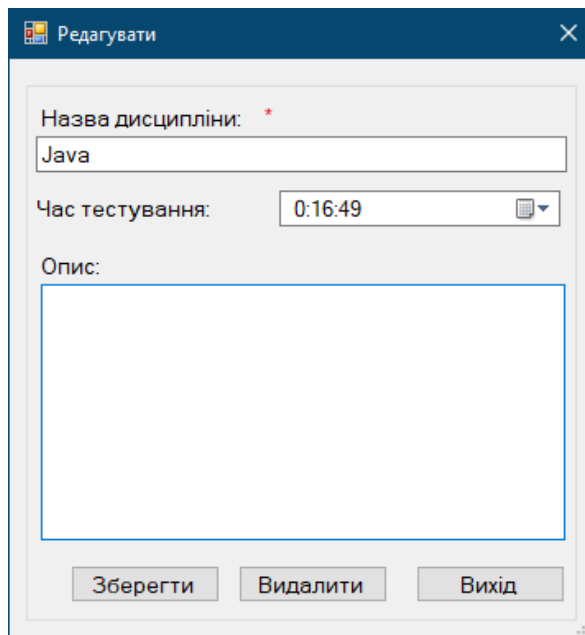 Редагувати
Назва дисципліни: *
Java
Час тестування: 0:16:49
Опис:
Зберегти Видалити Вихід